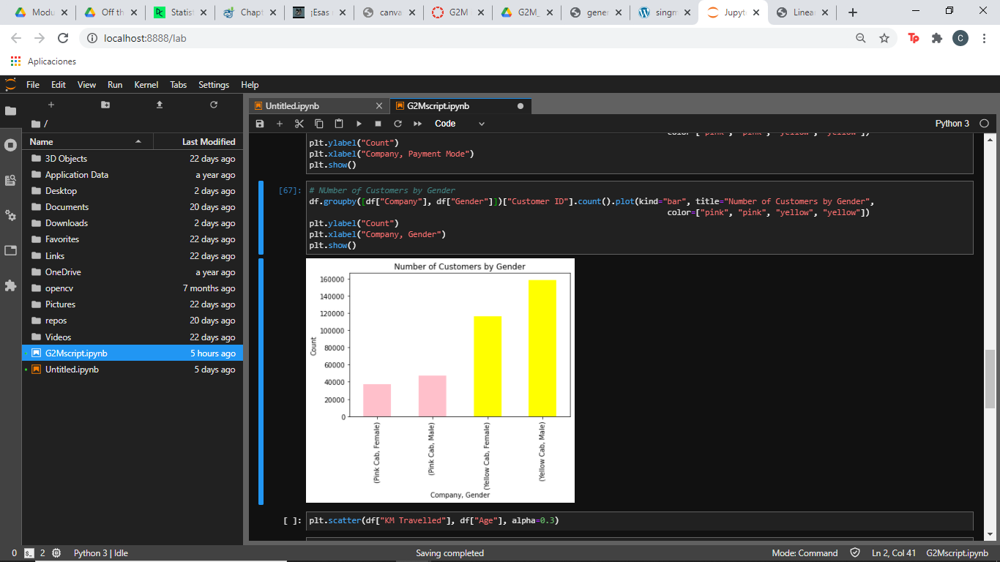 Modu
Off th
Statist
Chapt
¡Esas
canva
G2M
G2M_
gener
singm
Jupyt
Linea
localhost:8888/lab
Tp
C
Aplicaciones
File Edit View Run Kernel Tabs Settings Help
Untitled.ipynb
G2Mscript.ipynb
/
Code
Python 3
Name Last Modified
3D Objects 22 days ago
Application Data a year ago
Desktop 2 days ago
Documents 20 days ago
Downloads 2 days ago
Favorites 22 days ago
Links 22 days ago
OneDrive a year ago
opencv 7 months ago
Pictures 22 days ago
repos 20 days ago
Videos 22 days ago
G2Mscript.ipynb 5 hours ago
Untitled.ipynb 5 days ago
color=["pink", "pink", "yellow", "yellow"])
plt.ylabel("Count")
plt.xlabel("Company, Payment Mode")
plt.show()
[67]:
# NUmber of Customers by Gender
df.groupby([df["Company"], df["Gender"]])["Customer ID"].count().plot(kind="bar", title="Number of Customers by Gender",
color=["pink", "pink", "yellow", "yellow"])
plt.ylabel("Count")
plt.xlabel("Company, Gender")
plt.show()
Number of Customers by Gender
160000
140000
120000
100000
80000
60000
40000
20000
0
Count
(Pink Cab, Female)
(Pink Cab, Male)
(Yellow Cab, Female)
(Yellow Cab, Male)
Company, Gender
[ ]:
plt.scatter(df["KM Travelled"], df["Age"], alpha=0.3)
0 $_ 2 Python 3 | Idle
Saving completed
Mode: Command
Ln 2, Col 41 G2Mscript.ipynb